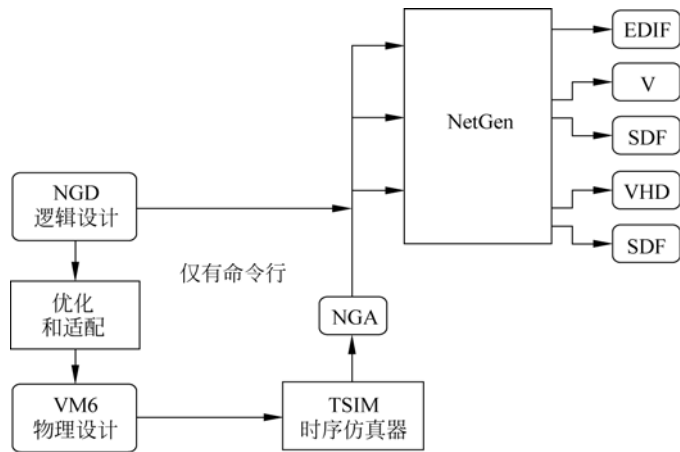 EDIF
V
NetGen
SDF
NGD
逻辑设计
VHD
SDF
仅有命令行
优化
和适配
NGA
VM6
物理设计
TSIM
时序仿真器